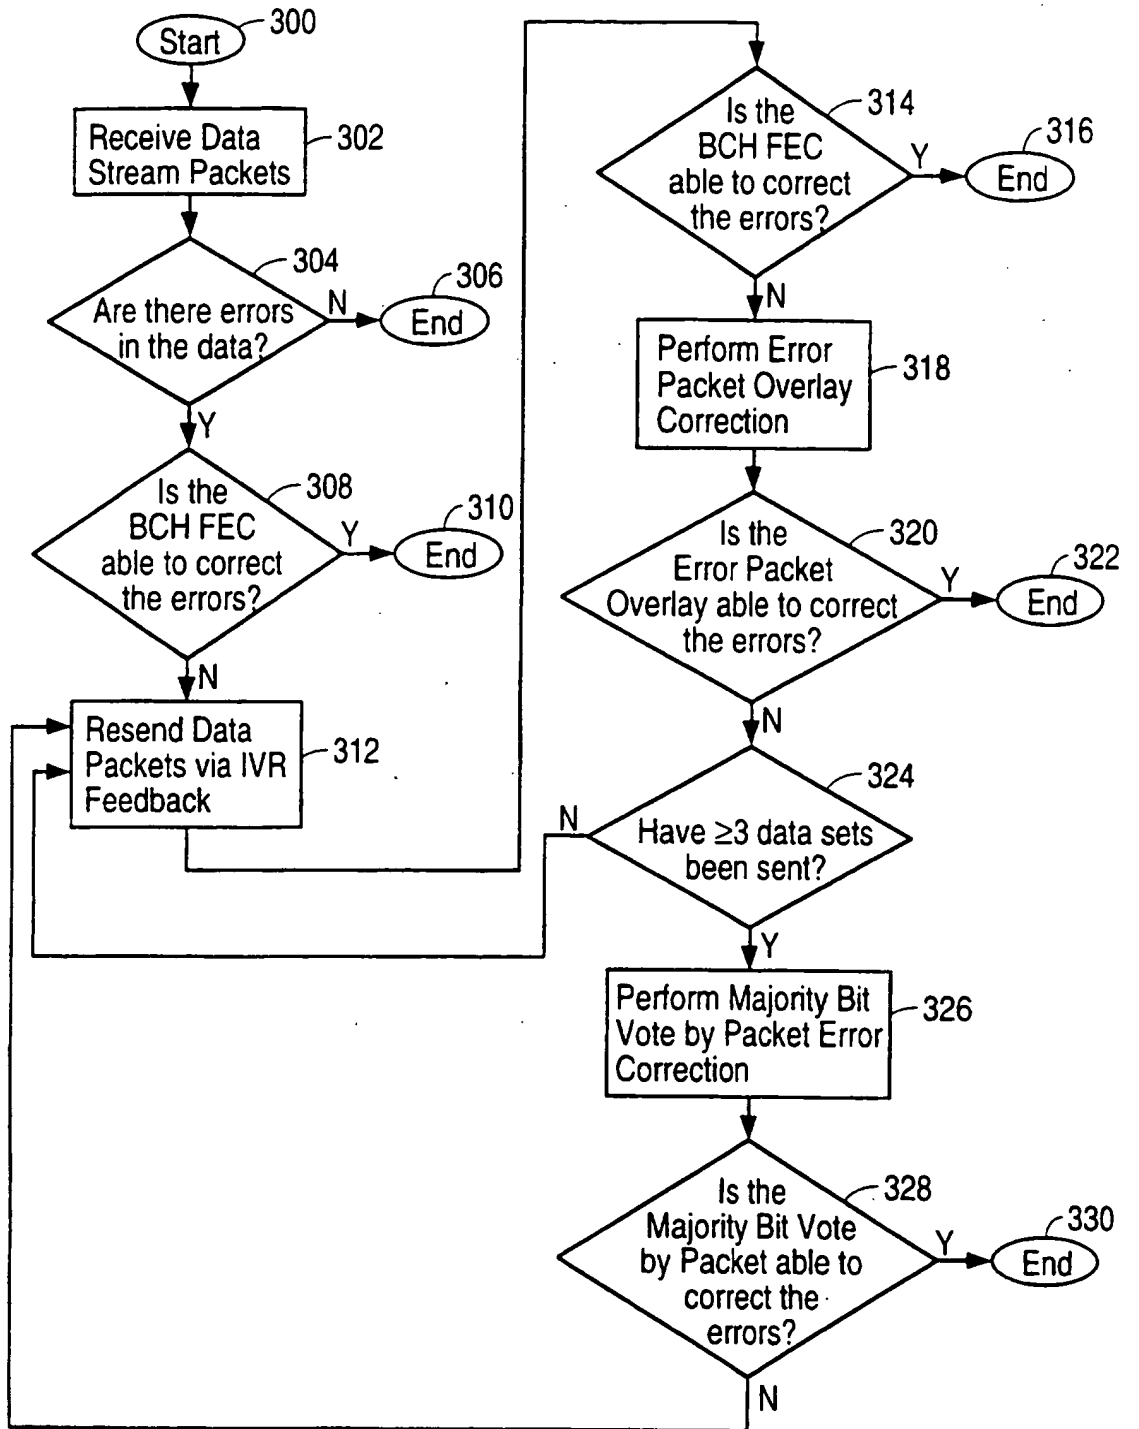 Start
300
Receive Data
Stream Packets
302
304
Are there errors
in the data?
N
306
End
Y
308
Is the
BCH FEC
able to correct
the errors?
Y
310
End
N
Resend Data
Packets via IVR
Feedback
312
314
Is the
BCH FEC
able to correct
the errors?
Y
316
End
N
Perform Error
Packet Overlay
Correction
318
320
Is the
Error Packet
Overlay able to correct
the errors?
Y
322
End
N
324
Have ≥3 data sets
been sent?
N
Y
Perform Majority Bit
Vote by Packet Error
Correction
326
328
Is the
Majority Bit Vote
by Packet able to
correct the
errors?
Y
330
End
N